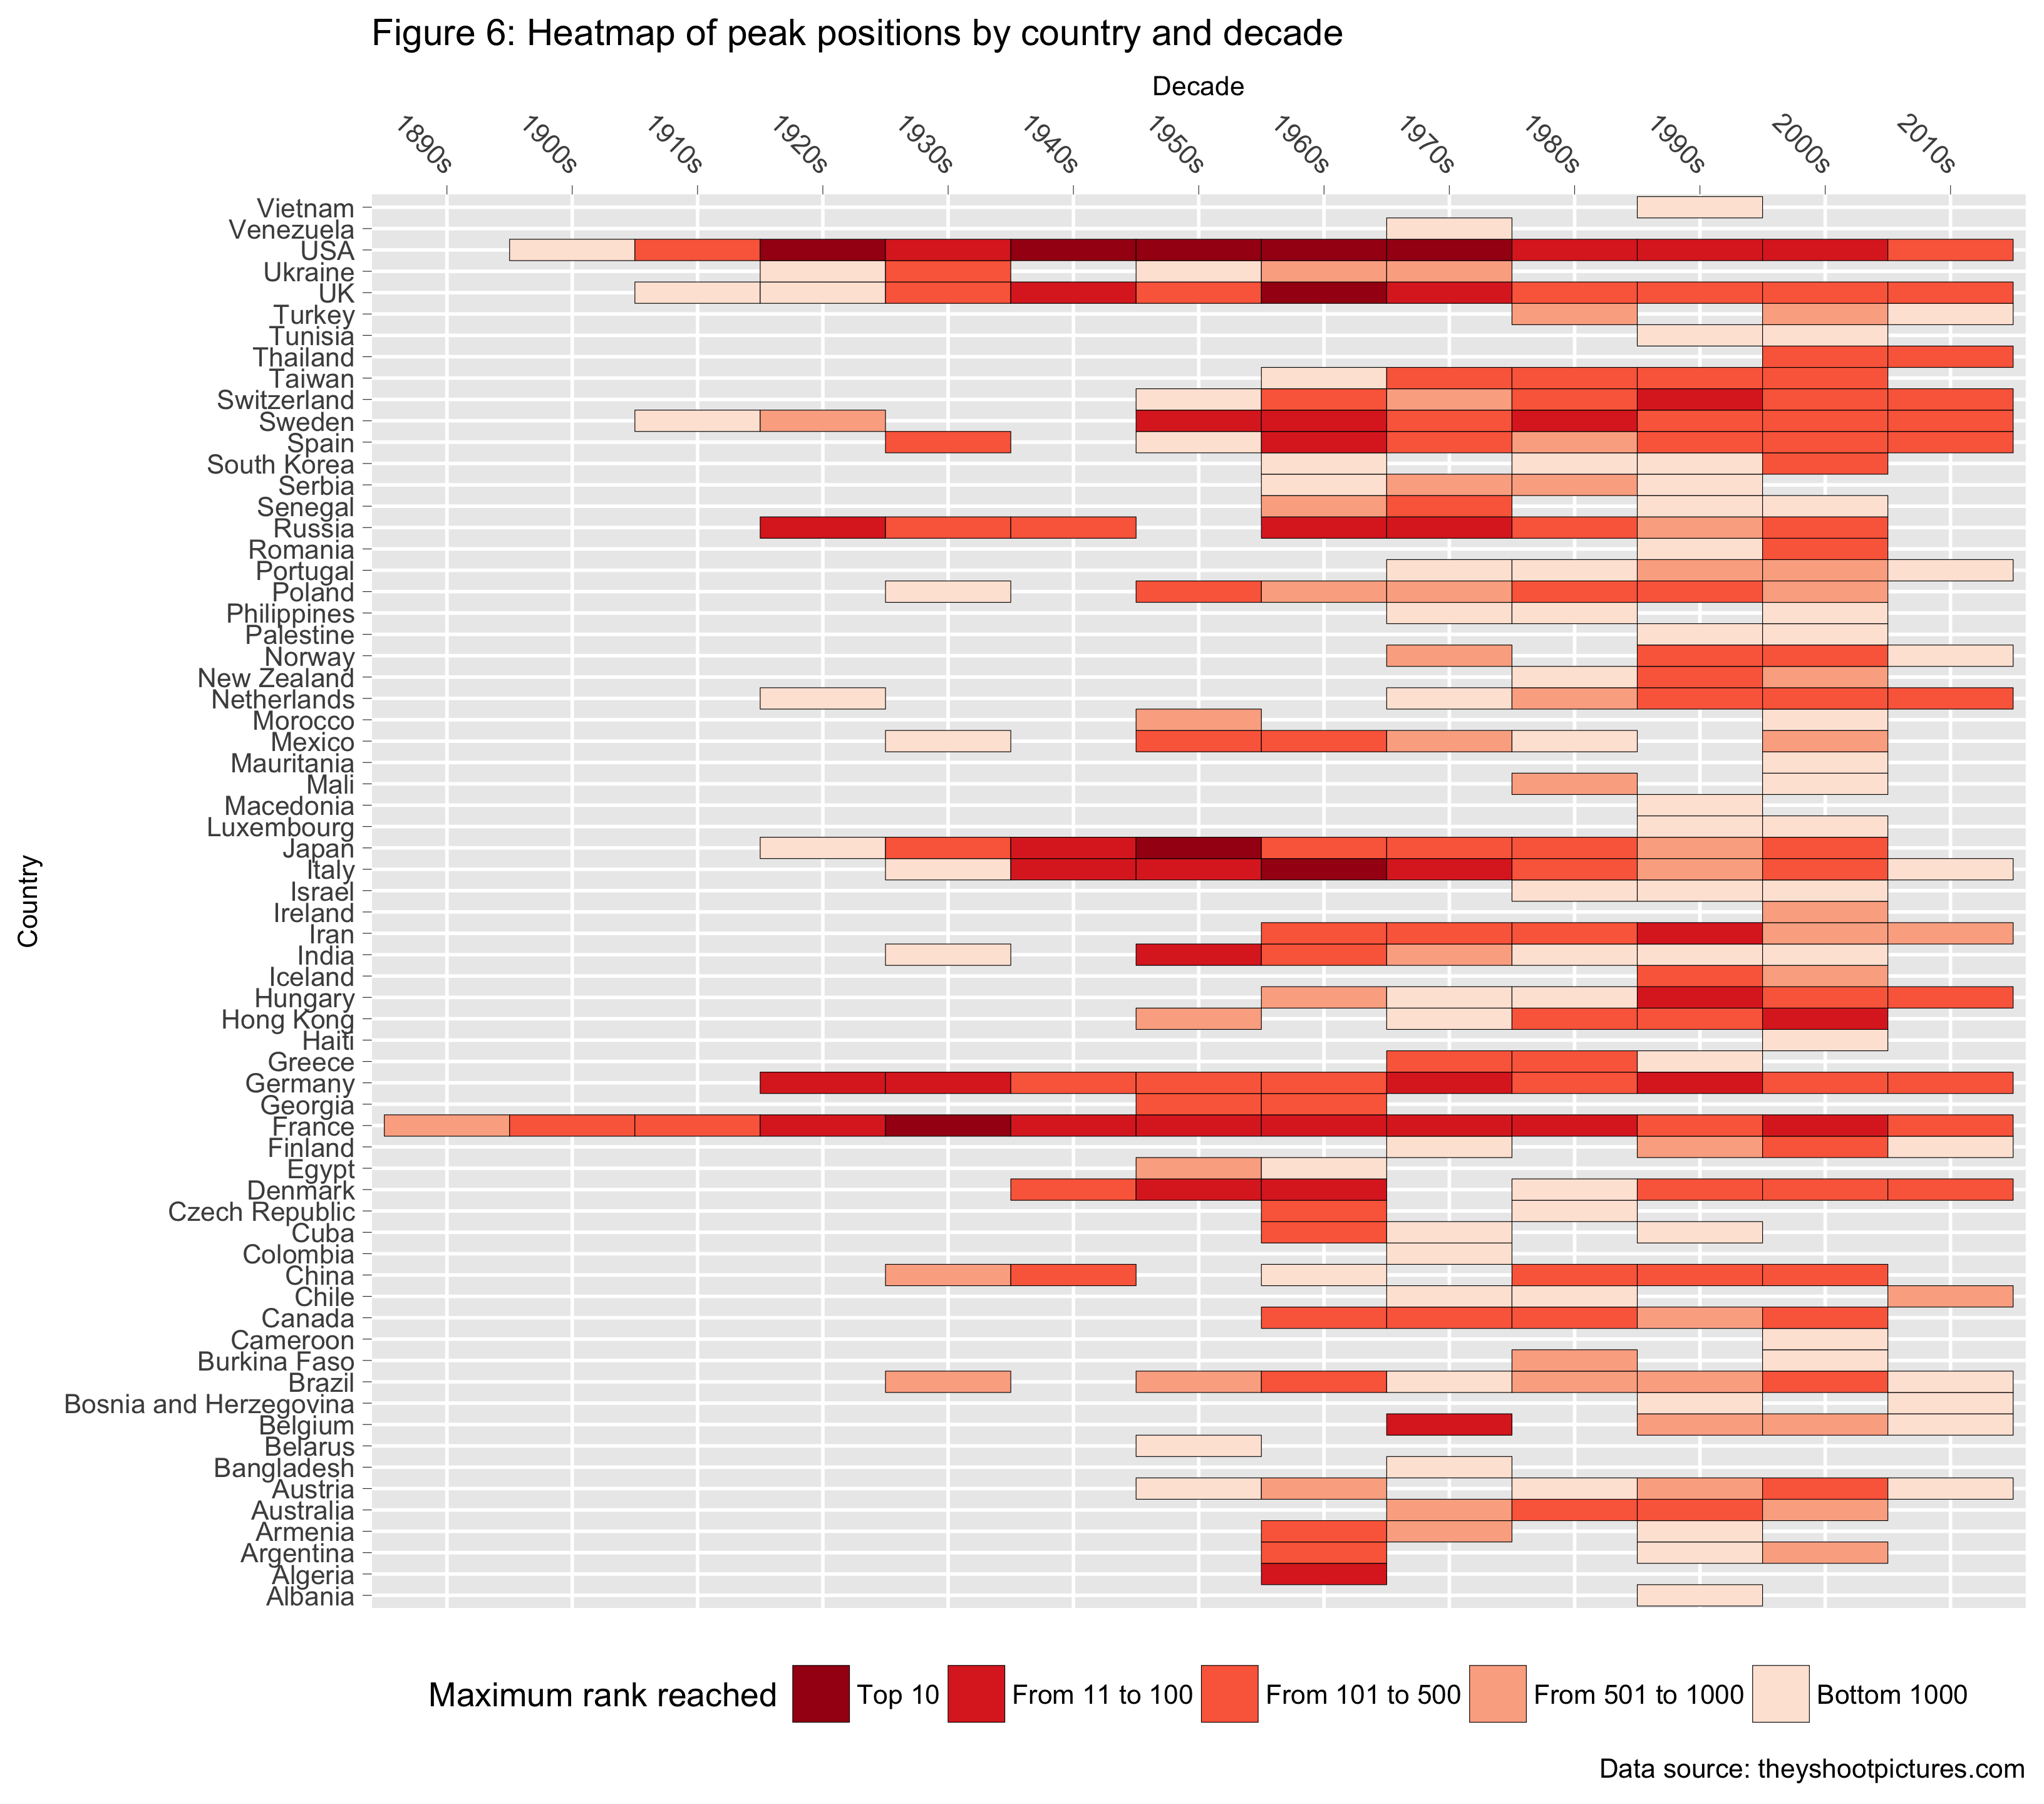 Figure 6: Heatmap of peak positions by country and decade
Decade
1890s
1900s
1910s
1920s
1930s
1940s
1950s
1960s
1970s
1980s
1990s
2000s
2010s
Country
Vietnam
Venezuela
USA
Ukraine
UK
Turkey
Tunisia
Thailand
Taiwan
Switzerland
Sweden
Spain
South Korea
Serbia
Senegal
Russia
Romania
Portugal
Poland
Philippines
Palestine
Norway
New Zealand
Netherlands
Morocco
Mexico
Mauritania
Mali
Macedonia
Luxembourg
Japan
Italy
Israel
Ireland
Iran
India
Iceland
Hungary
Hong Kong
Haiti
Greece
Germany
Georgia
France
Finland
Egypt
Denmark
Czech Republic
Cuba
Colombia
China
Chile
Canada
Cameroon
Burkina Faso
Brazil
Bosnia and Herzegovina
Belgium
Belarus
Bangladesh
Austria
Australia
Armenia
Argentina
Algeria
Albania
Maximum rank reached Top 10 From 11 to 100 From 101 to 500 From 501 to 1000 Bottom 1000
Data source: theyshootpictures.com